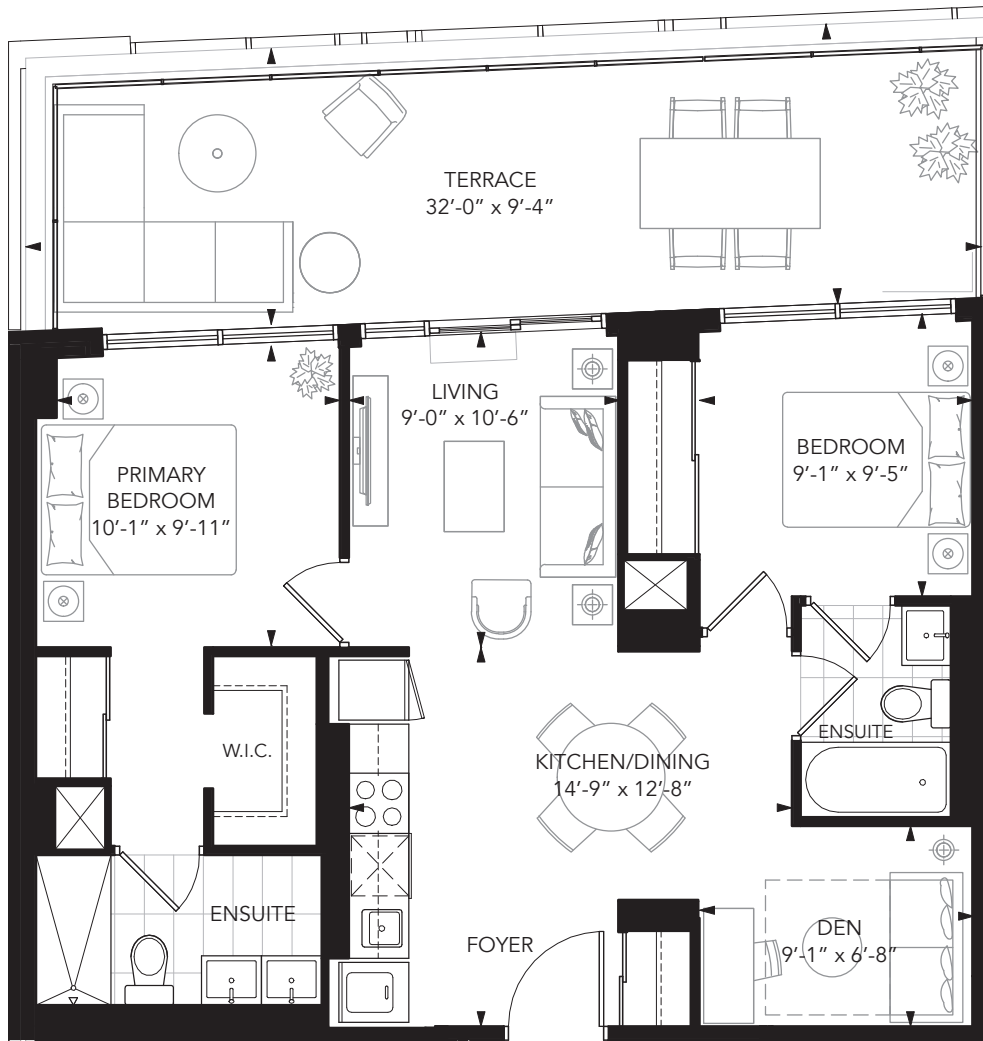 TERRACE
32'-0" x 9'-4"
LIVING
9'-0" x 10'-6"
PRIMARY
BEDROOM
10'-1" x 9'-11"
BEDROOM
9'-1" x 9'-5"
W.I.C.
ENSUITE
KITCHEN/DINING
14'-9" x 12'-8"
ENSUITE
FOYER
DEN
9'-1" x 6'-8"